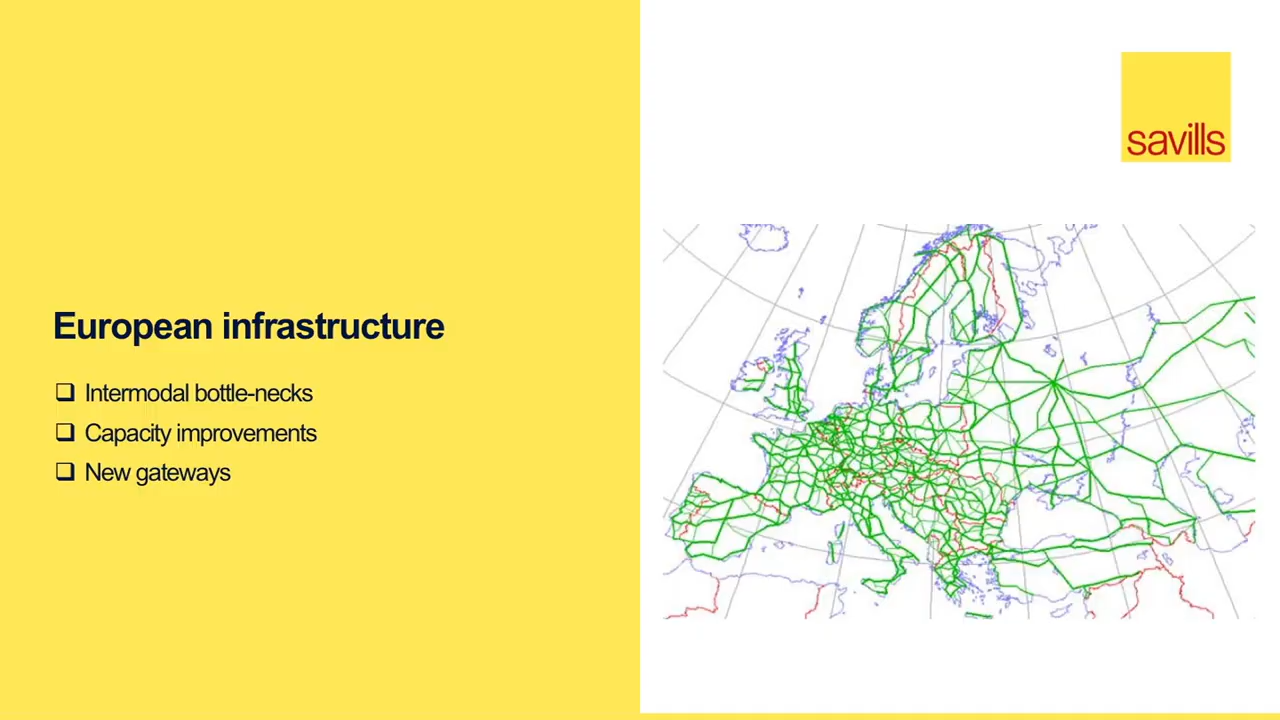 savills
European infrastructure
Intermodal bottle-necks
Capacity improvements
New gateways